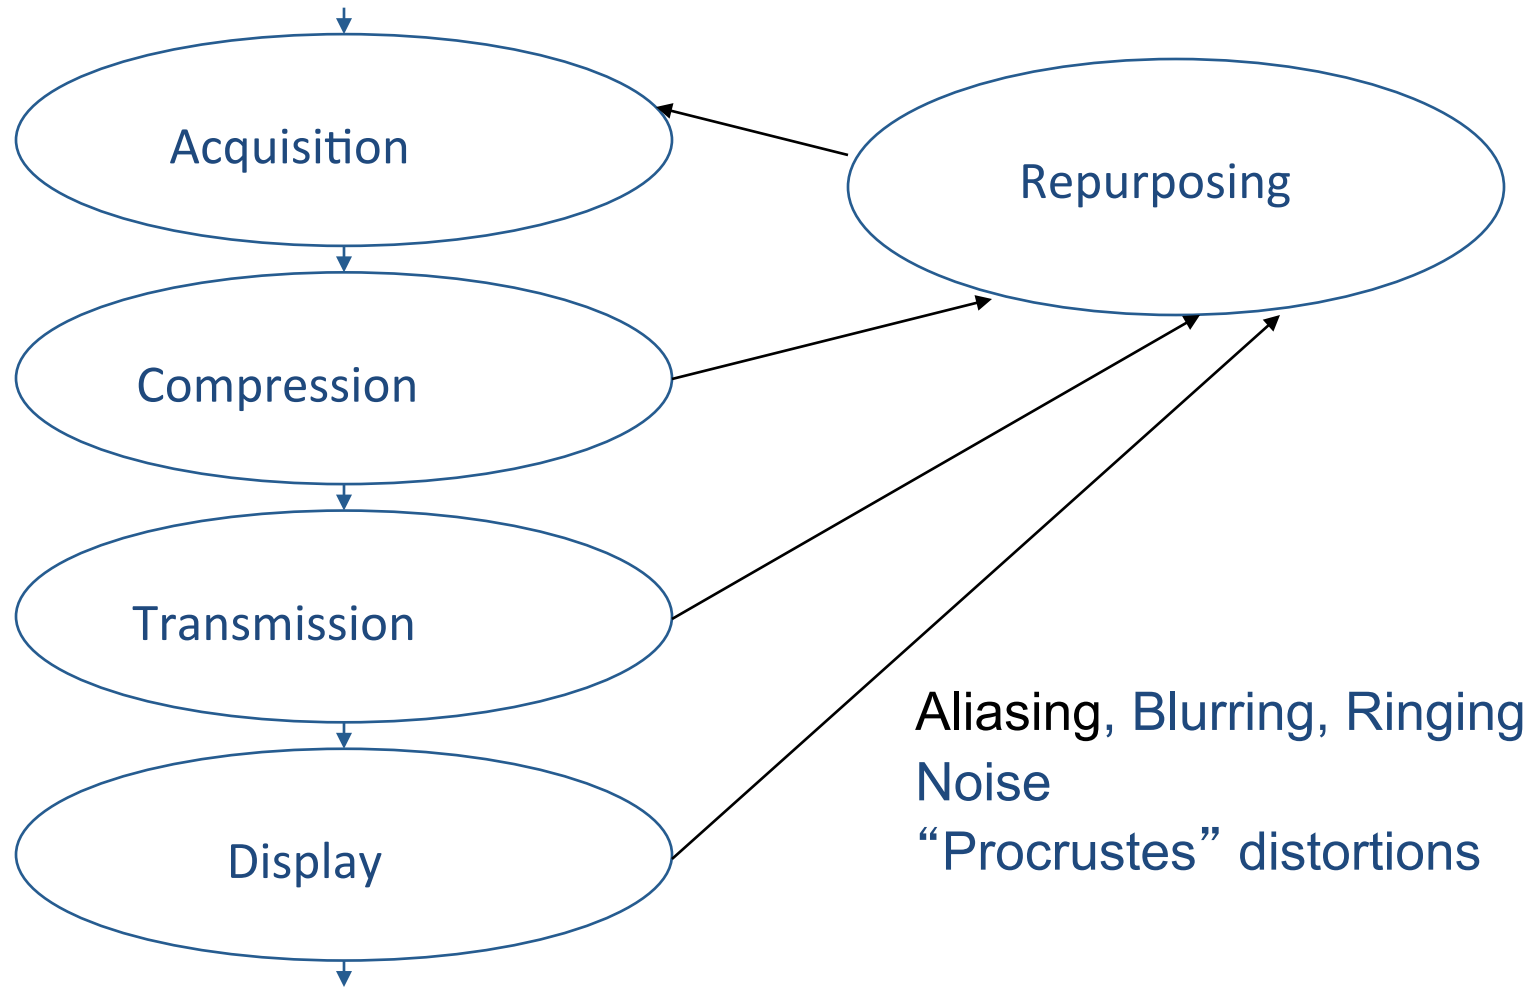 Acquisition
Repurposing
Compression
Transmission
Display
Aliasing, Blurring, Ringing
Noise
“Procrustes” distortions